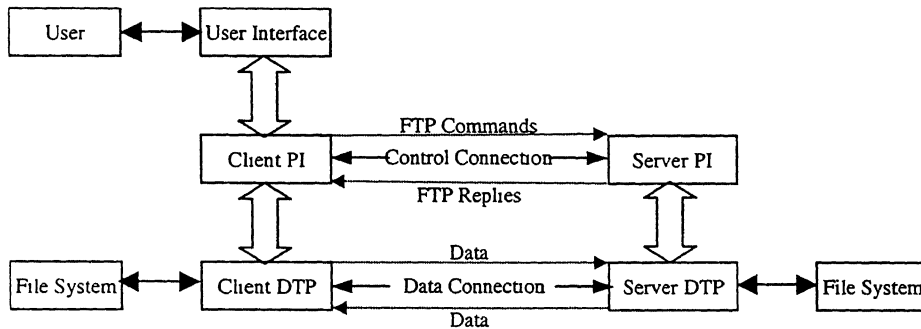 User
User Interface
FTP Commands
Client PI
Control Connection
Server PI
FTP Replies
Data
File System
Client DTP
Data Connection
Server DTP
File System
Data